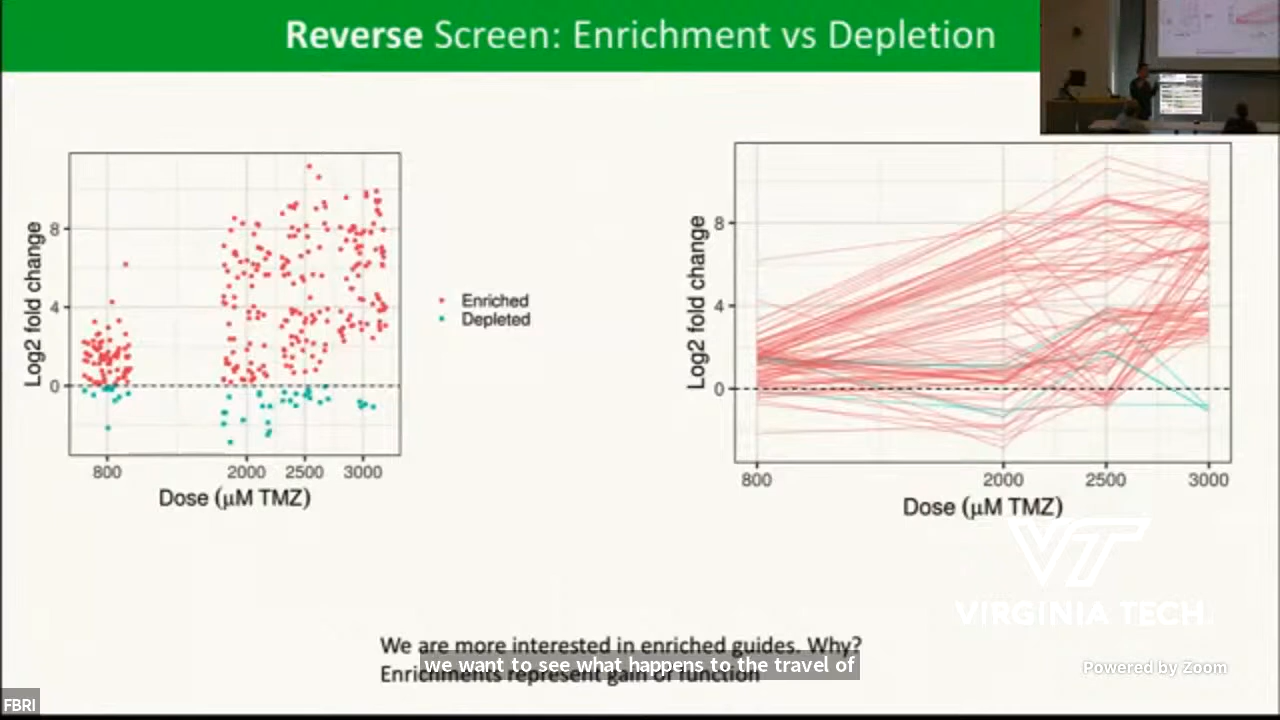 Reverse Screen: Enrichment vs Depletion
Log2 fold change
8
4
0
800
2000
2500
3000
Dose (μM TMZ)
Enriched
Depleted
Log2 fold change
8
4
0
800
2000
2500
3000
Dose (μM TMZ)
VT
VIRGINIA TECH
We are more interested in enriched guides. Why?
we want to see what happens to the travel of
Enrichments represent gain of function
Powered by Zoom
FBRI